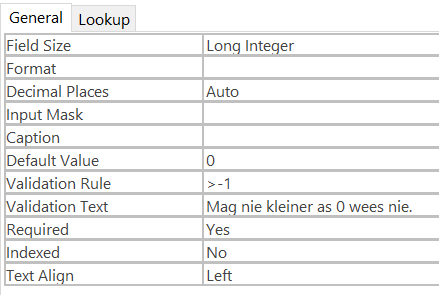 General Lookup
Field Size Long Integer
Format
Decimal Places Auto
Input Mask
Caption
Default Value 0
Validation Rule >-1
Validation Text Mag nie kleiner as 0 wees nie.
Required Yes
Indexed No
Text Align Left